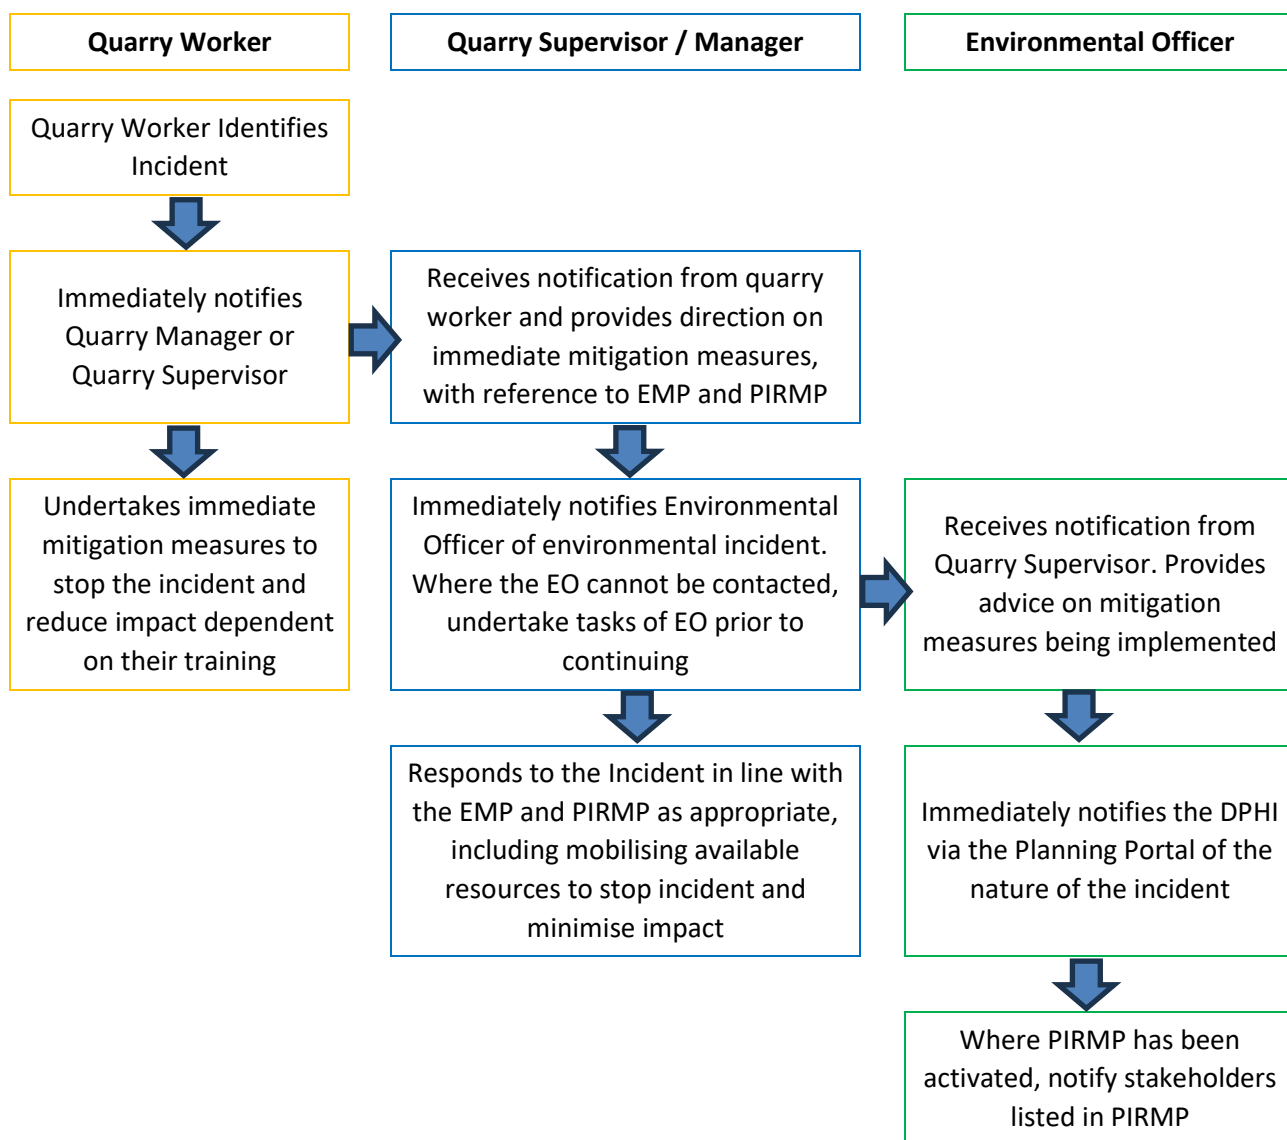 Quarry Worker
Quarry Supervisor / Manager
Environmental Officer
Quarry Worker Identifies
Incident
Immediately notifies
Quarry Manager or
Quarry Supervisor
Receives notification from quarry
worker and provides direction on
immediate mitigation measures,
with reference to EMP and PIRMP
Undertakes immediate
mitigation measures to
stop the incident and
reduce impact dependent
on their training
Immediately notifies Environmental
Officer of environmental incident.
Where the EO cannot be contacted,
undertake tasks of EO prior to
continuing
Receives notification from
Quarry Supervisor. Provides
advice on mitigation
measures being implemented
Responds to the Incident in line with
the EMP and PIRMP as appropriate,
including mobilising available
resources to stop incident and
minimise impact
Immediately notifies the DPHI
via the Planning Portal of the
nature of the incident
Where PIRMP has been
activated, notify stakeholders
listed in PIRMP